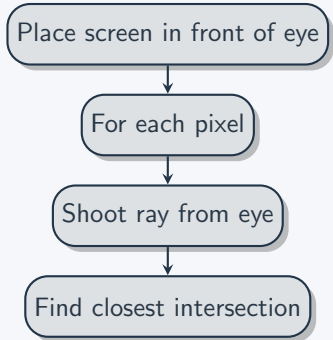 Place screen in front of eye
For each pixel
Shoot ray from eye
Find closest intersection